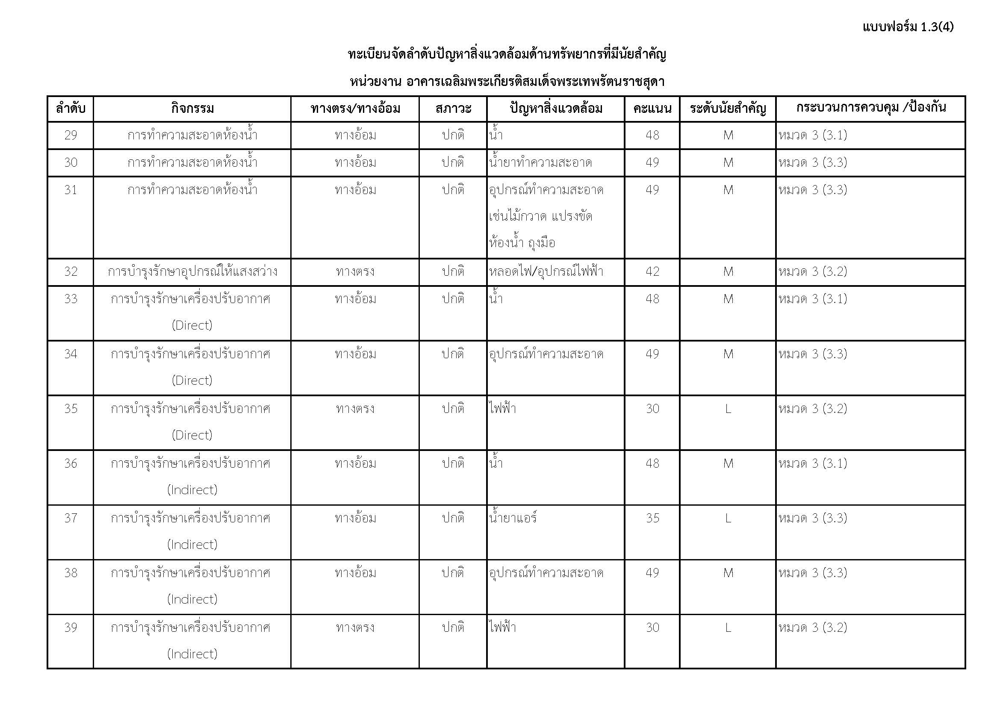 แบบฟอร์ม 1.3(4)
ทะเบียนจัดลำดับปัญหาสิ่งแวดล้อมด้านทรัพยากรที่มีนัยสำคัญ
หน่วยงาน อาคารเฉลิมพระเกียรติสมเด็จพระเทพรัตนราชสุดา
ลำดับ กิจกรรม ทางตรง/ทางอ้อม สภาวะ ปัญหาสิ่งแวดล้อม คะแนน ระดับนัยสำคัญ กระบวนการควบคุม /ป้องกัน
29 การทำความสะอาดห้องน้ำ ทางอ้อม ปกติ น้ำ 48 M หมวด 3 (3.1)
30 การทำความสะอาดห้องน้ำ ทางอ้อม ปกติ น้ำยาทำความสะอาด 49 M หมวด 3 (3.3)
31 การทำความสะอาดห้องน้ำ ทางอ้อม ปกติ อุปกรณ์ทำความสะอาด 49 M หมวด 3 (3.3)
เช่นไม้กวาด แปรงขัด
ห้องน้ำ ถุงมือ
32 การบำรุงรักษาอุปกรณ์ให้แสงสว่าง ทางตรง ปกติ หลอดไฟ/อุปกรณ์ไฟฟ้า 42 M หมวด 3 (3.2)
33 การบำรุงรักษาเครื่องปรับอากาศ ทางอ้อม ปกติ น้ำ 48 M หมวด 3 (3.1)
(Direct)
34 การบำรุงรักษาเครื่องปรับอากาศ ทางอ้อม ปกติ อุปกรณ์ทำความสะอาด 49 M หมวด 3 (3.3)
(Direct)
35 การบำรุงรักษาเครื่องปรับอากาศ ทางตรง ปกติ ไฟฟ้า 30 L หมวด 3 (3.2)
(Direct)
36 การบำรุงรักษาเครื่องปรับอากาศ ทางอ้อม ปกติ น้ำ 48 M หมวด 3 (3.1)
(Indirect)
37 การบำรุงรักษาเครื่องปรับอากาศ ทางอ้อม ปกติ น้ำยาแอร์ 35 L หมวด 3 (3.3)
(Indirect)
38 การบำรุงรักษาเครื่องปรับอากาศ ทางอ้อม ปกติ อุปกรณ์ทำความสะอาด 49 M หมวด 3 (3.3)
(Indirect)
39 การบำรุงรักษาเครื่องปรับอากาศ ทางตรง ปกติ ไฟฟ้า 30 L หมวด 3 (3.2)
(Indirect)